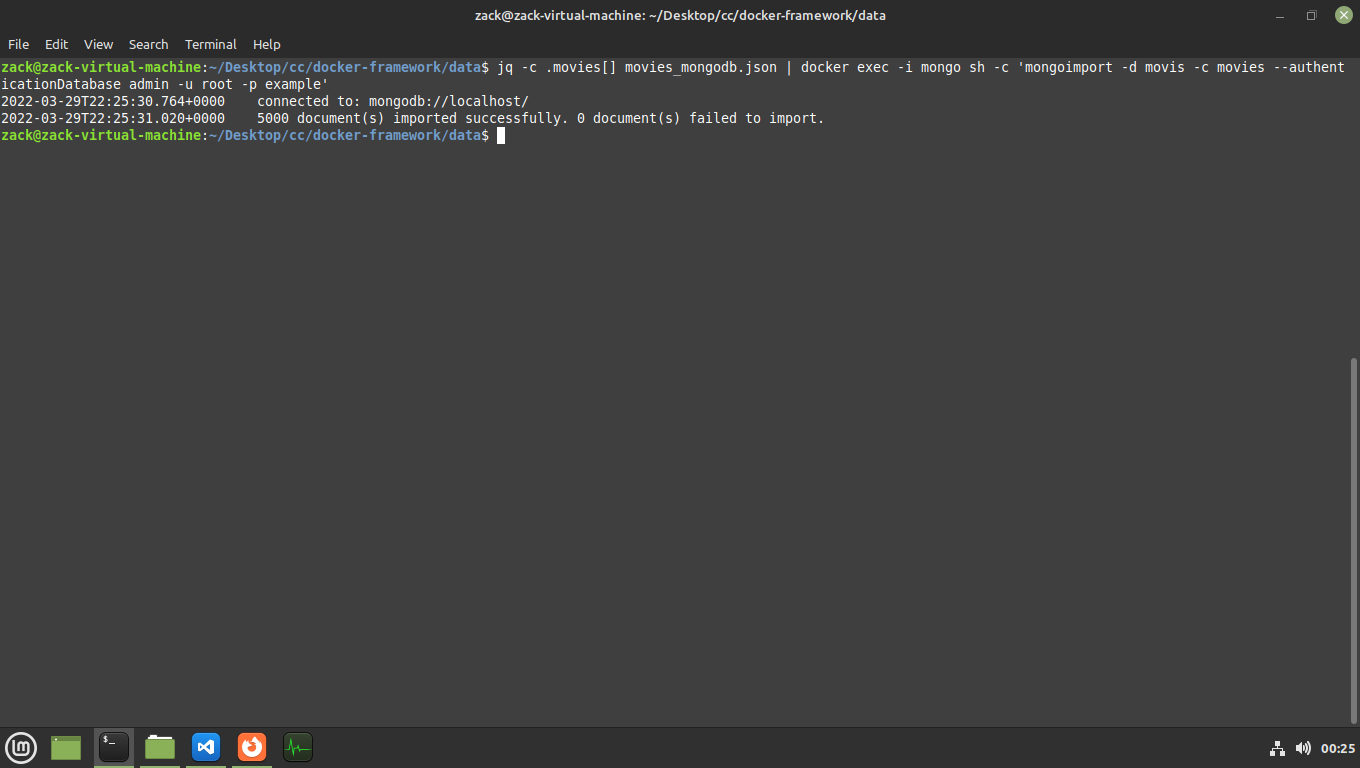 zack@zack-virtual-machine: ~/Desktop/cc/docker-framework/data
File Edit View Search Terminal Help
zack@zack-virtual-machine:~/Desktop/cc/docker-framework/data$ jq -c .movies[] movies_mongodb.json | docker exec -i mongo sh -c 'mongoimport -d movis -c movies --authent
icationDatabase admin -u root -p example'
2022-03-29T22:25:30.764+0000    connected to: mongodb://localhost/
2022-03-29T22:25:31.020+0000    5000 document(s) imported successfully. 0 document(s) failed to import.
zack@zack-virtual-machine:~/Desktop/cc/docker-framework/data$
$_
00:25